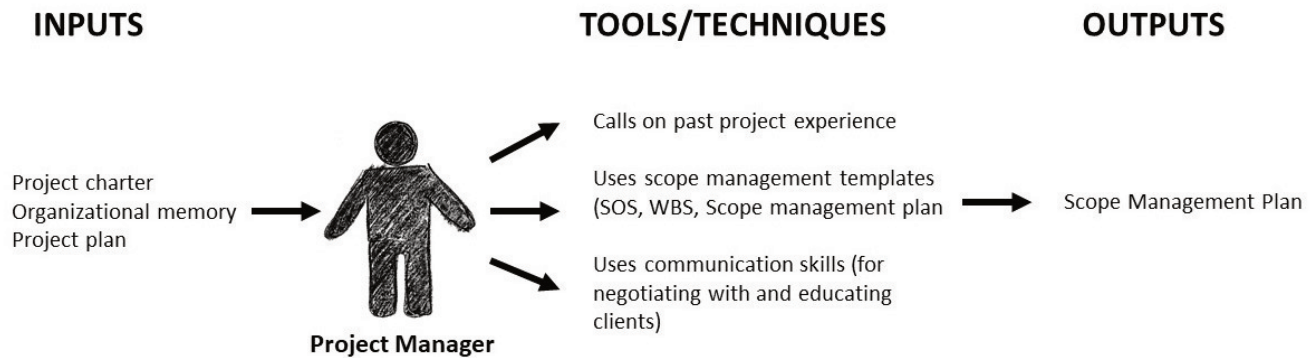 INPUTS
TOOLS/TECHNIQUES
OUTPUTS
Project charter
Organizational memory
Project plan
Project Manager
Calls on past project experience
Uses scope management templates
(SOS, WBS, Scope management plan
Uses communication skills (for
negotiating with and educating
clients)
Scope Management Plan